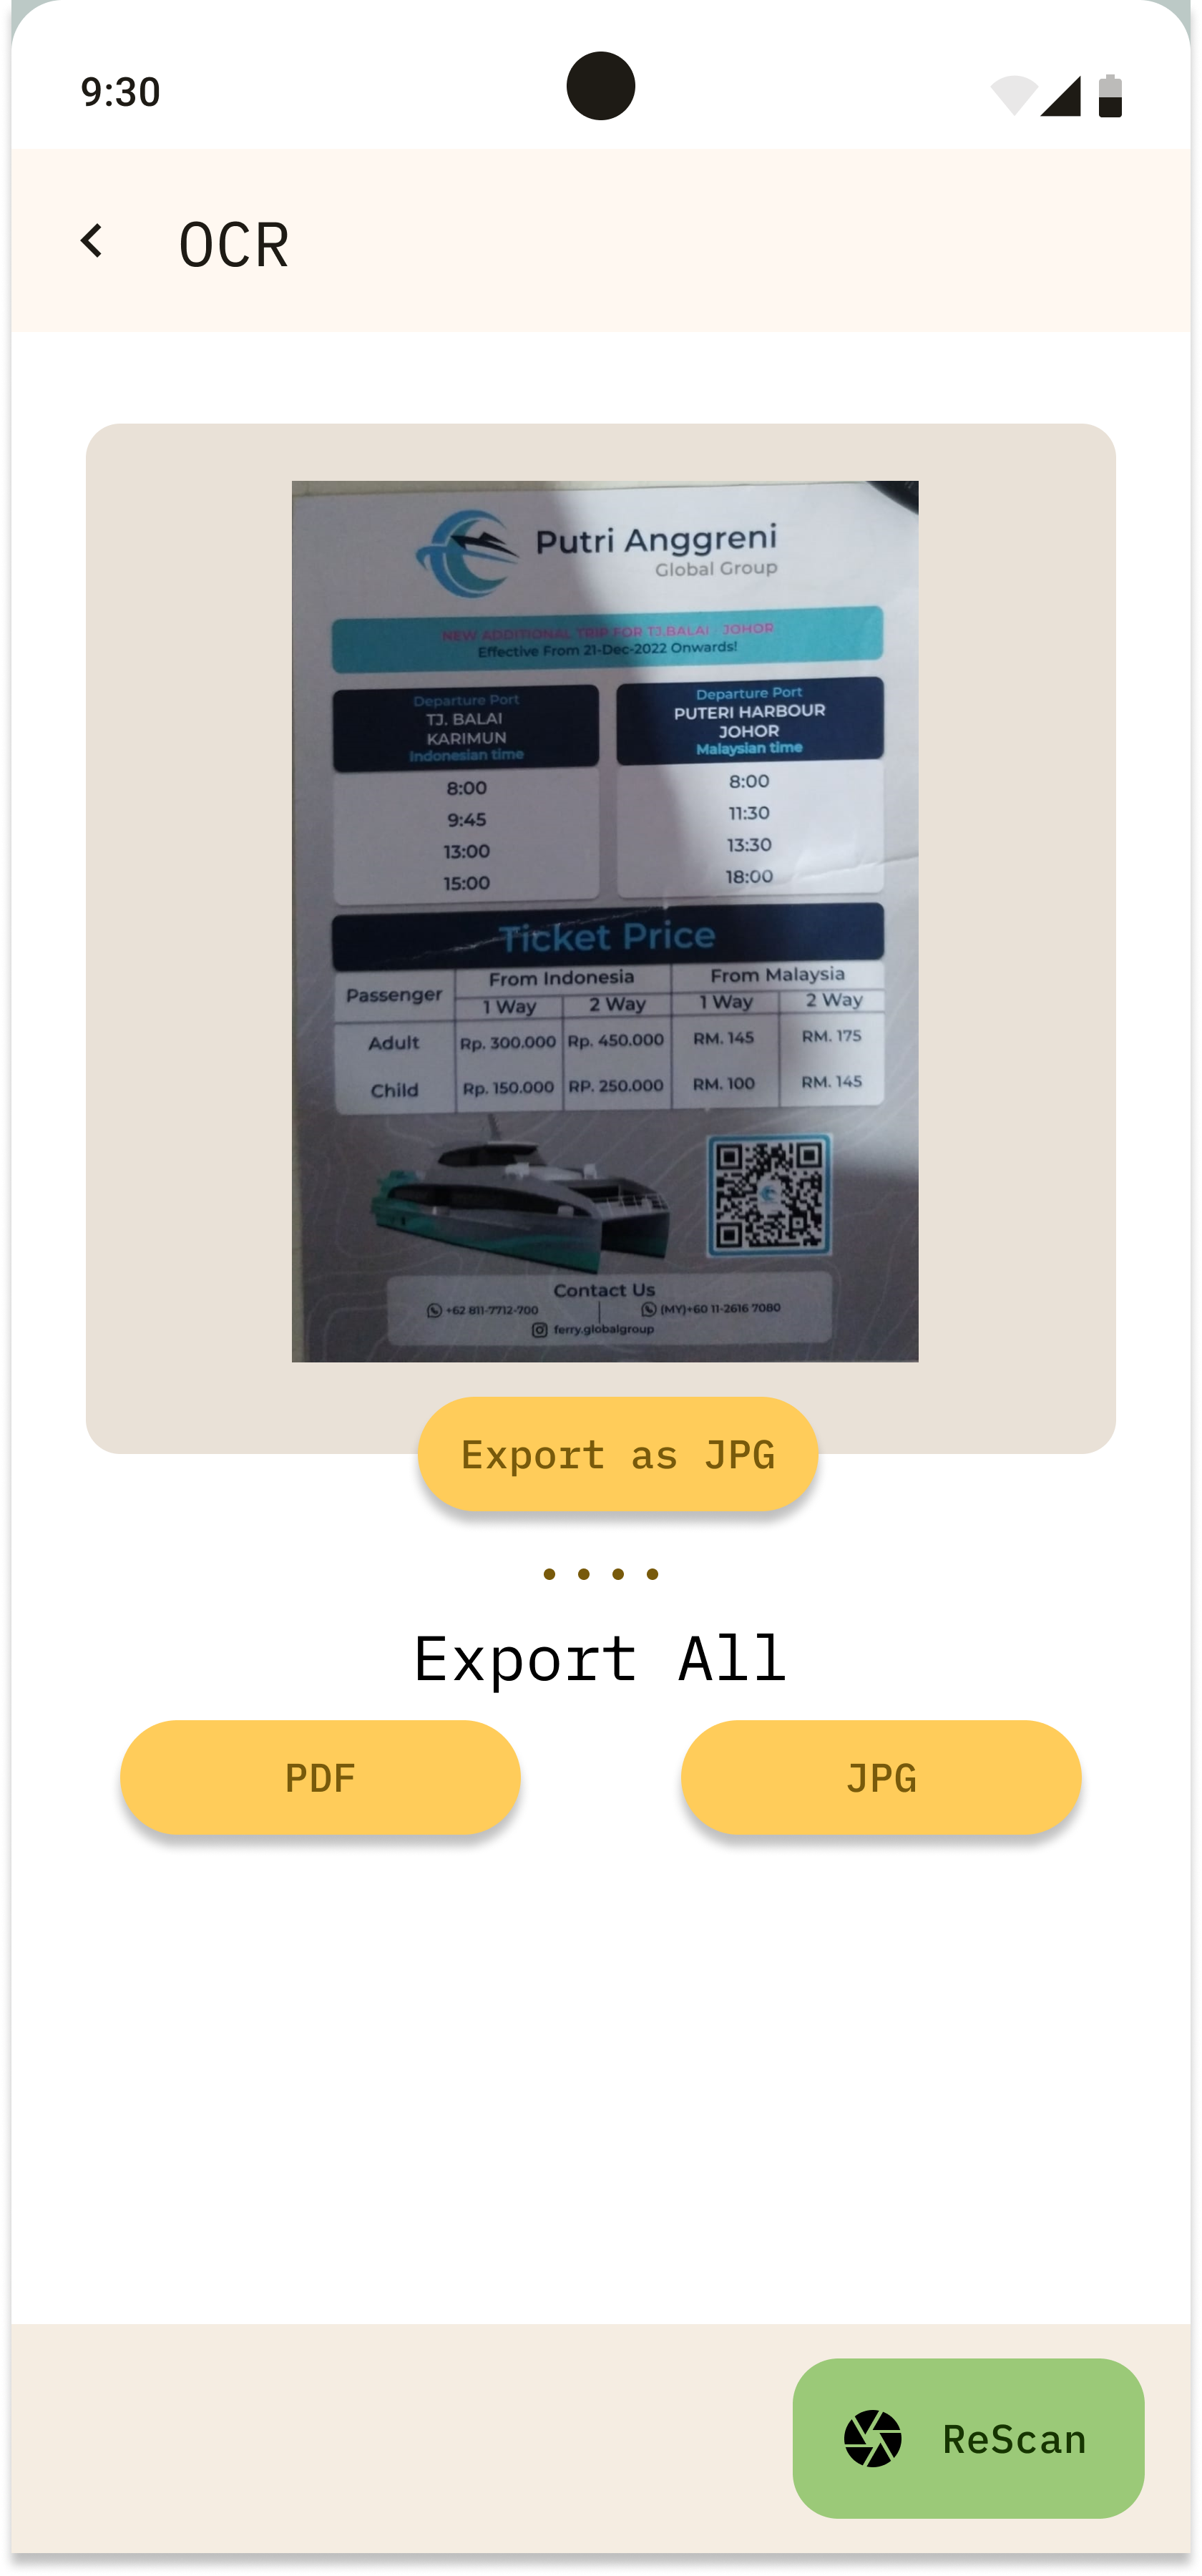 9:30
OCR
Putri Anggreni
Global Group
NEW ADDITIONAL TRIP FOR TJ.BALAI - JOHOR
Effective From 21-Dec-2022 Onwards!
Departure Port
TJ. BALAI
KARIMUN
Indonesian time
8:00
9:45
13:00
15:00
Departure Port
PUTERI HARBOUR
JOHOR
Malaysian time
8:00
11:30
13:30
18:00
Ticket Price
Passenger From Indonesia From Malaysia
1 Way 2 Way 1 Way 2 Way
Adult Rp. 300.000 Rp. 450.000 RM. 145 RM. 175
Child Rp. 150.000 RP. 250.000 RM. 100 RM. 145
Contact Us
+62 811-7712-700 (MY)+60 11-2616 7080
ferry.globalgroup
Export as JPG
Export All
PDF JPG
ReScan